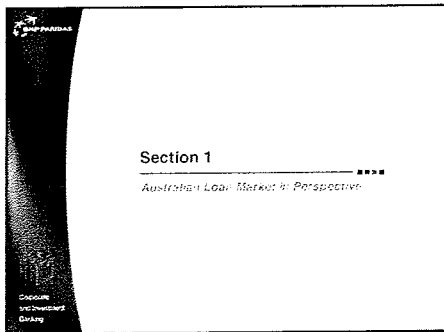 BNP PARIBAS
Section 1
Australian Loan Market in Perspective
Corporate
and Investment
Banking